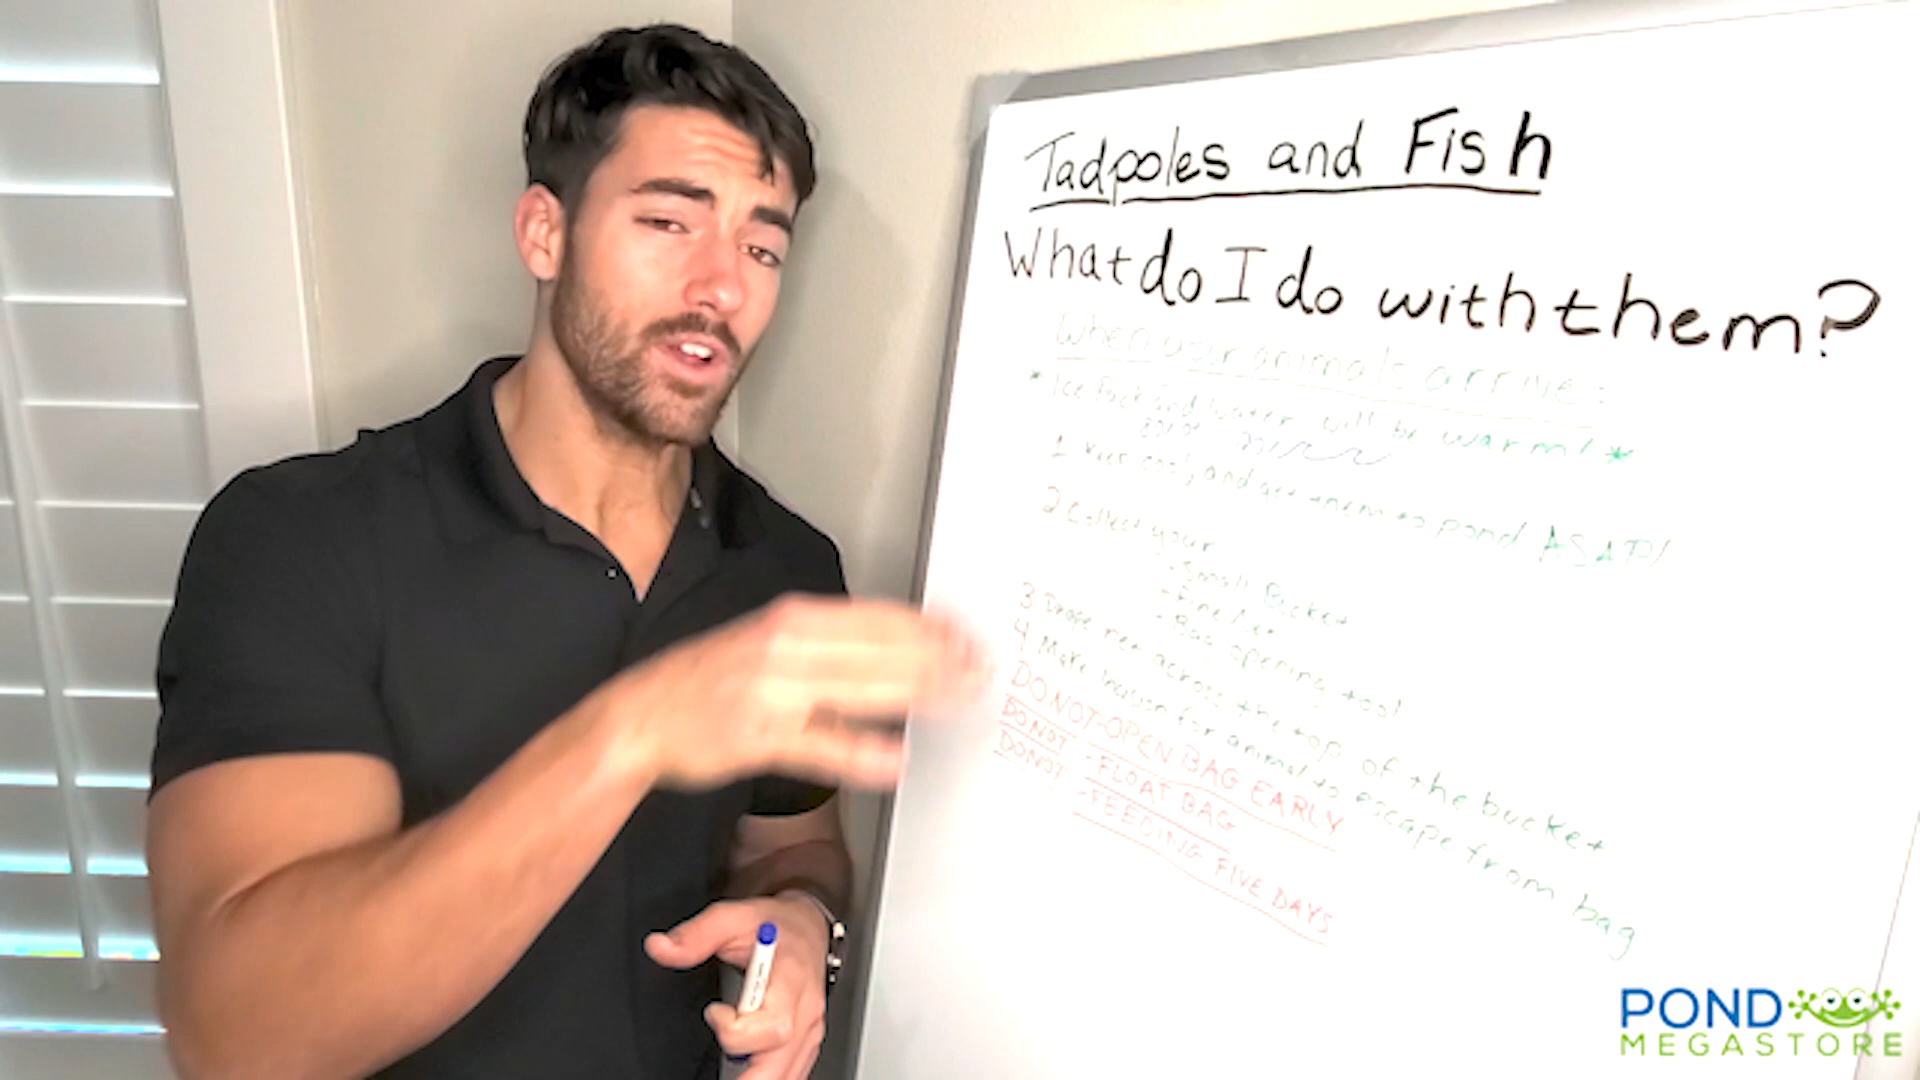 Tadpoles and Fish
What do I do with them?
When your animals arrive:
* Ice Pack and water will be warm! *
1 Keep cool, and get them to pond ASAP!
2 Collect your
- Small Bucket
- Fine Net
- Bag opening tool
3 Drape net across the top of the bucket
4 Make incision for animal to escape from bag
DO NOT - OPEN BAG EARLY
DO NOT - FLOAT BAG
DO NOT - FEEDING FIVE DAYS
POND
MEGASTORE